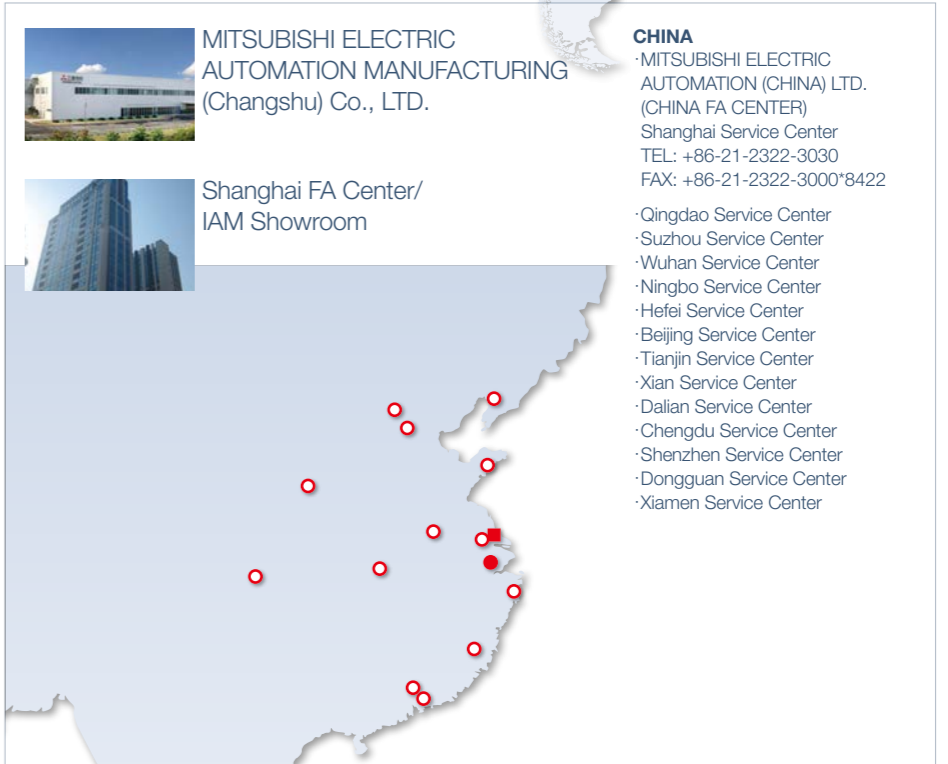 MITSUBISHI ELECTRIC
AUTOMATION MANUFACTURING
(Changshu) Co., LTD.
Shanghai FA Center/
IAM Showroom
CHINA
·MITSUBISHI ELECTRIC
AUTOMATION (CHINA) LTD.
(CHINA FA CENTER)
Shanghai Service Center
TEL: +86-21-2322-3030
FAX: +86-21-2322-3000*8422
·Qingdao Service Center
·Suzhou Service Center
·Wuhan Service Center
·Ningbo Service Center
·Hefei Service Center
·Beijing Service Center
·Tianjin Service Center
·Xian Service Center
·Dalian Service Center
·Chengdu Service Center
·Shenzhen Service Center
·Dongguan Service Center
·Xiamen Service Center